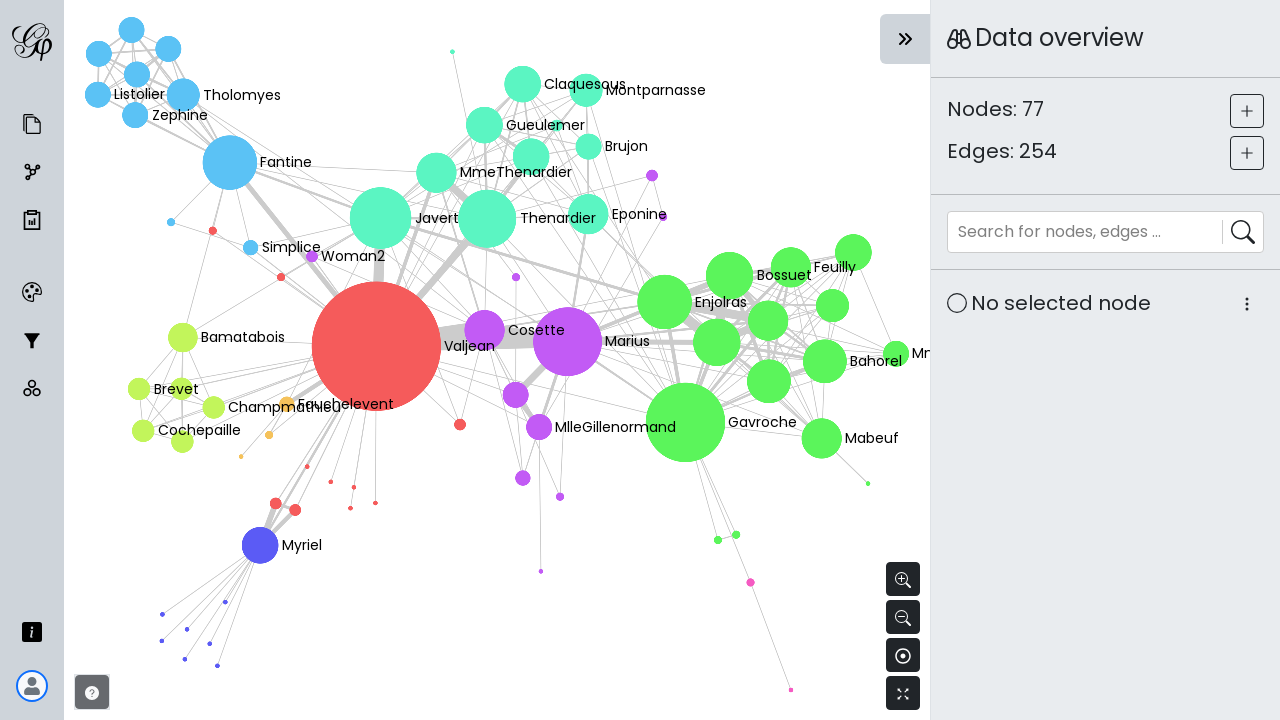 Data overview
Nodes: 77
Edges: 254
Search for nodes, edges ...
No selected node
Listolier
Tholomyes
Zephine
Fantine
Claquesous
Montparnasse
Gueulemer
Brujon
MmeThenardier
Javert
Thenardier
Eponine
Simplice
Woman2
Feuilly
Bossuet
Enjolras
Bamatabois
Valjean
Cosette
Marius
Bahorel
Brevet
Fauchelevent
Cochepaille
MlleGillenormand
Gavroche
Mabeuf
Myriel